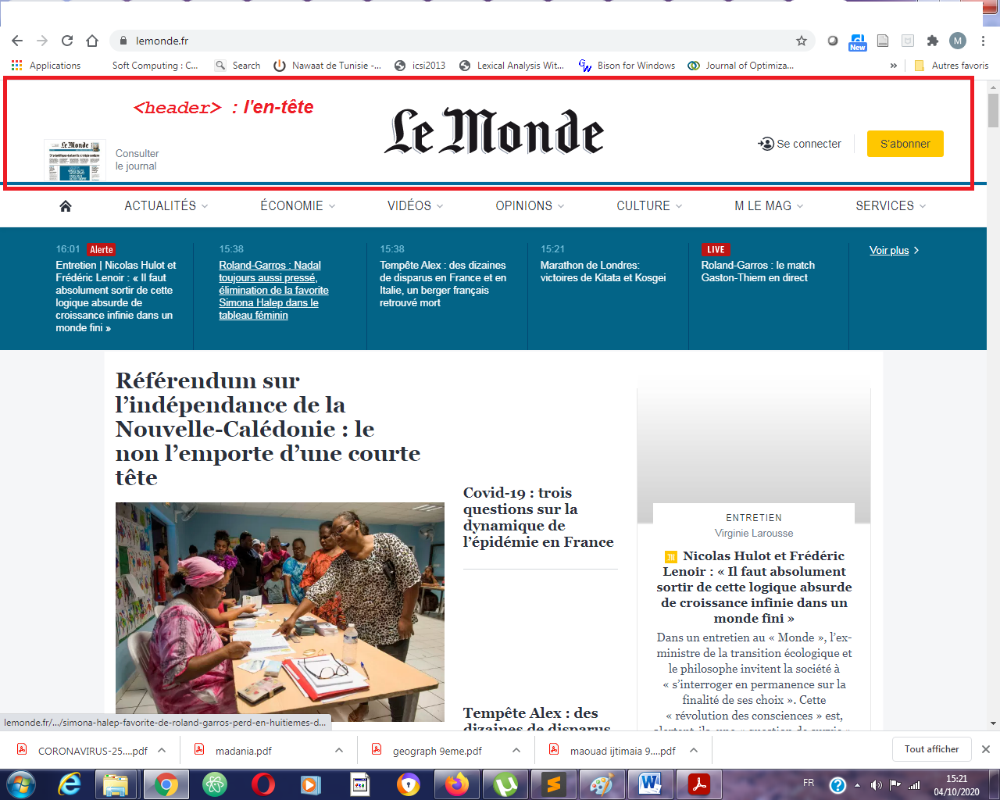 lemonde.fr
New
M
Applications
Soft Computing : C...
Search
Nawaat de Tunisie -...
icsi2013
Lexical Analysis Wit...
Bison for Windows
Journal of Optimiza...
»
Autres favoris
<header> : l'en-tête
Le Monde
Le Monde
Consulter
le journal
Se connecter
S'abonner
ACTUALITÉS
ÉCONOMIE
VIDÉOS
OPINIONS
CULTURE
M LE MAG
SERVICES
16:01 Alerte
Entretien | Nicolas Hulot et
Frédéric Lenoir : « Il faut
absolument sortir de cette
logique absurde de
croissance infinie dans un
monde fini »
15:38
Roland-Garros : Nadal
toujours aussi pressé,
élimination de la favorite
Simona Halep dans le
tableau féminin
15:38
Tempête Alex : des dizaines
de disparus en France et en
Italie, un berger français
retrouvé mort
15:21
Marathon de Londres:
victoires de Kitata et Kosgei
LIVE
Roland-Garros : le match
Gaston-Thiem en direct
Voir plus
Référendum sur
l’indépendance de la
Nouvelle-Calédonie : le
non l’emporte d’une courte
tête
Covid-19 : trois
questions sur la
dynamique de
l’épidémie en France
Tempête Alex : des
dizaines de disparus
ENTRETIEN
Virginie Larousse
Nicolas Hulot et Frédéric
Lenoir : « Il faut absolument
sortir de cette logique absurde
de croissance infinie dans un
monde fini »
Dans un entretien au « Monde », l’ex-
ministre de la transition écologique et
le philosophe invitent la société à
« s’interroger en permanence sur la
finalité de ses choix ». Cette
« révolution des consciences » est,
alertent-ils, une « question de survie »
lemonde.fr/.../simona-halep-favorite-de-roland-garros-perd-en-huitiemes-d...
CORONAVIRUS-25....pdf
madania.pdf
geograph 9eme.pdf
maouad ijtimaia 9....pdf
Tout afficher
FR
15:21
04/10/2020